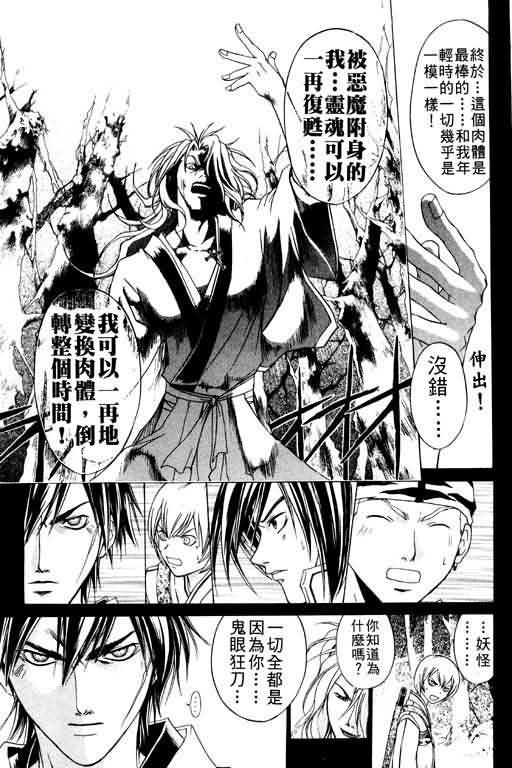 終於…這個肉體是
最棒的……和我年
輕時的一切幾乎是
一模一樣！
伸出！
沒錯
……
被惡魔附身的
我…靈魂可以
一再復甦……
我可以一再地
變換肉體，倒
轉整個時間！
……妖怪
……
你知道為
什麼嗎？
一切全都是
因為你……
鬼眼狂刀…
……